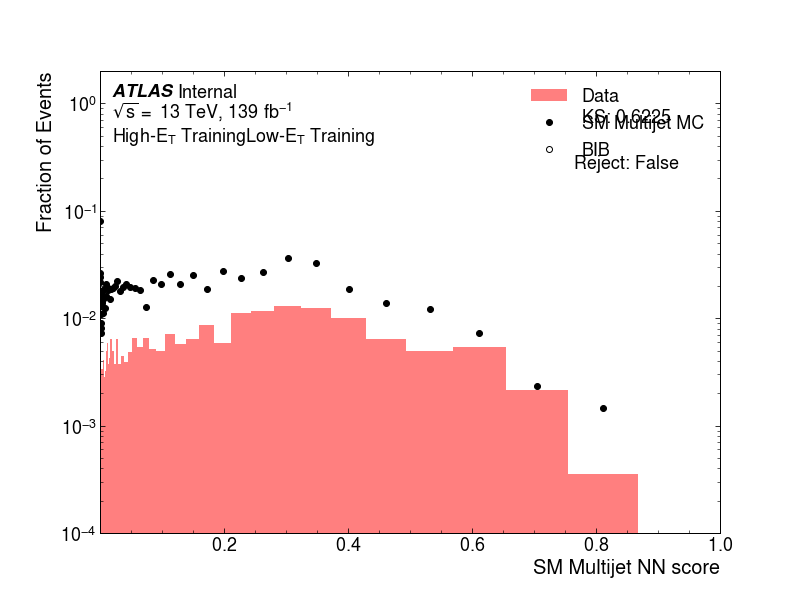 ATLAS Internal
√s = 13 TeV, 139 fb⁻¹
High-E_T TrainingLow-E_T Training
Data
KS: 0.6225
SM Multijet MC
BIB
Reject: False
Fraction of Events
10⁰
10⁻¹
10⁻²
10⁻³
10⁻⁴
0.2 0.4 0.6 0.8 1.0
SM Multijet NN score